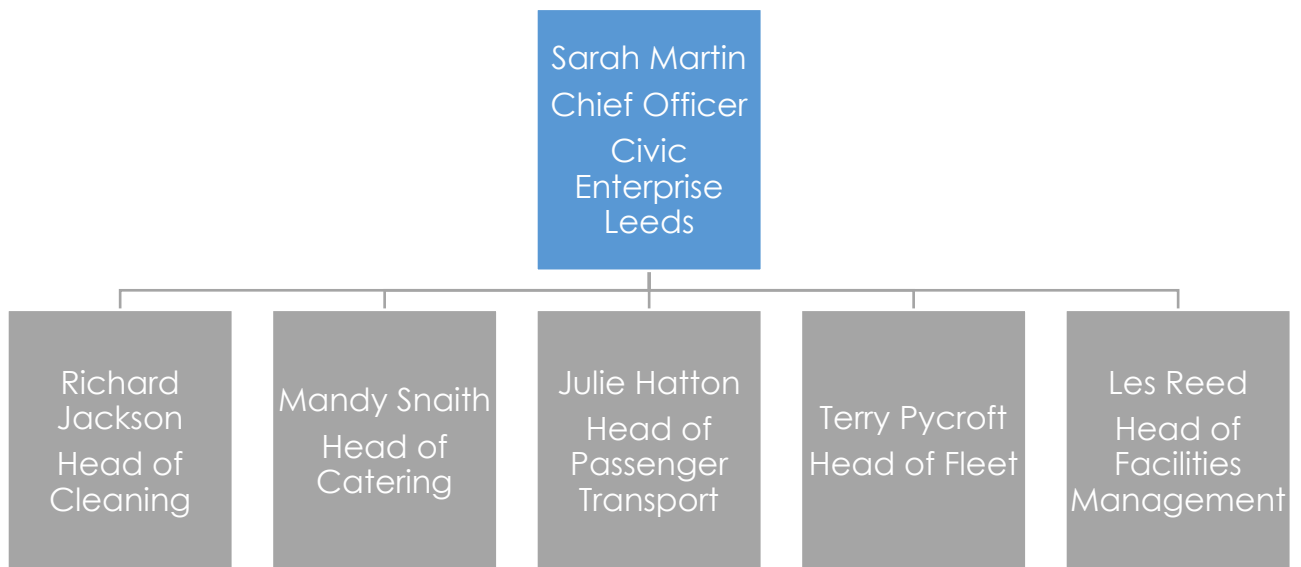 Sarah Martin
Chief Officer
Civic
Enterprise
Leeds
Richard
Jackson
Head of
Cleaning
Mandy Snaith
Head of
Catering
Julie Hatton
Head of
Passenger
Transport
Terry Pycroft
Head of Fleet
Les Reed
Head of
Facilities
Management